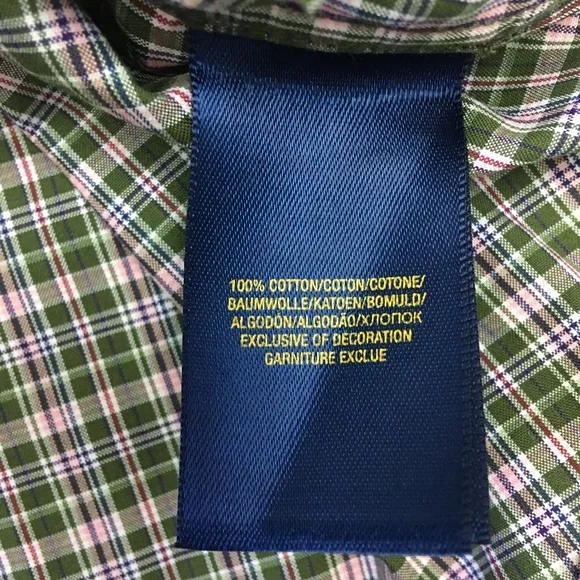 100% COTTON/COTON/COTONE/
BAUMWOLLE/KATOEN/BOMULD/
ALGODÓN/ALGODÃO/ХЛОПОК
EXCLUSIVE OF DECORATION
GARNITURE EXCLUE